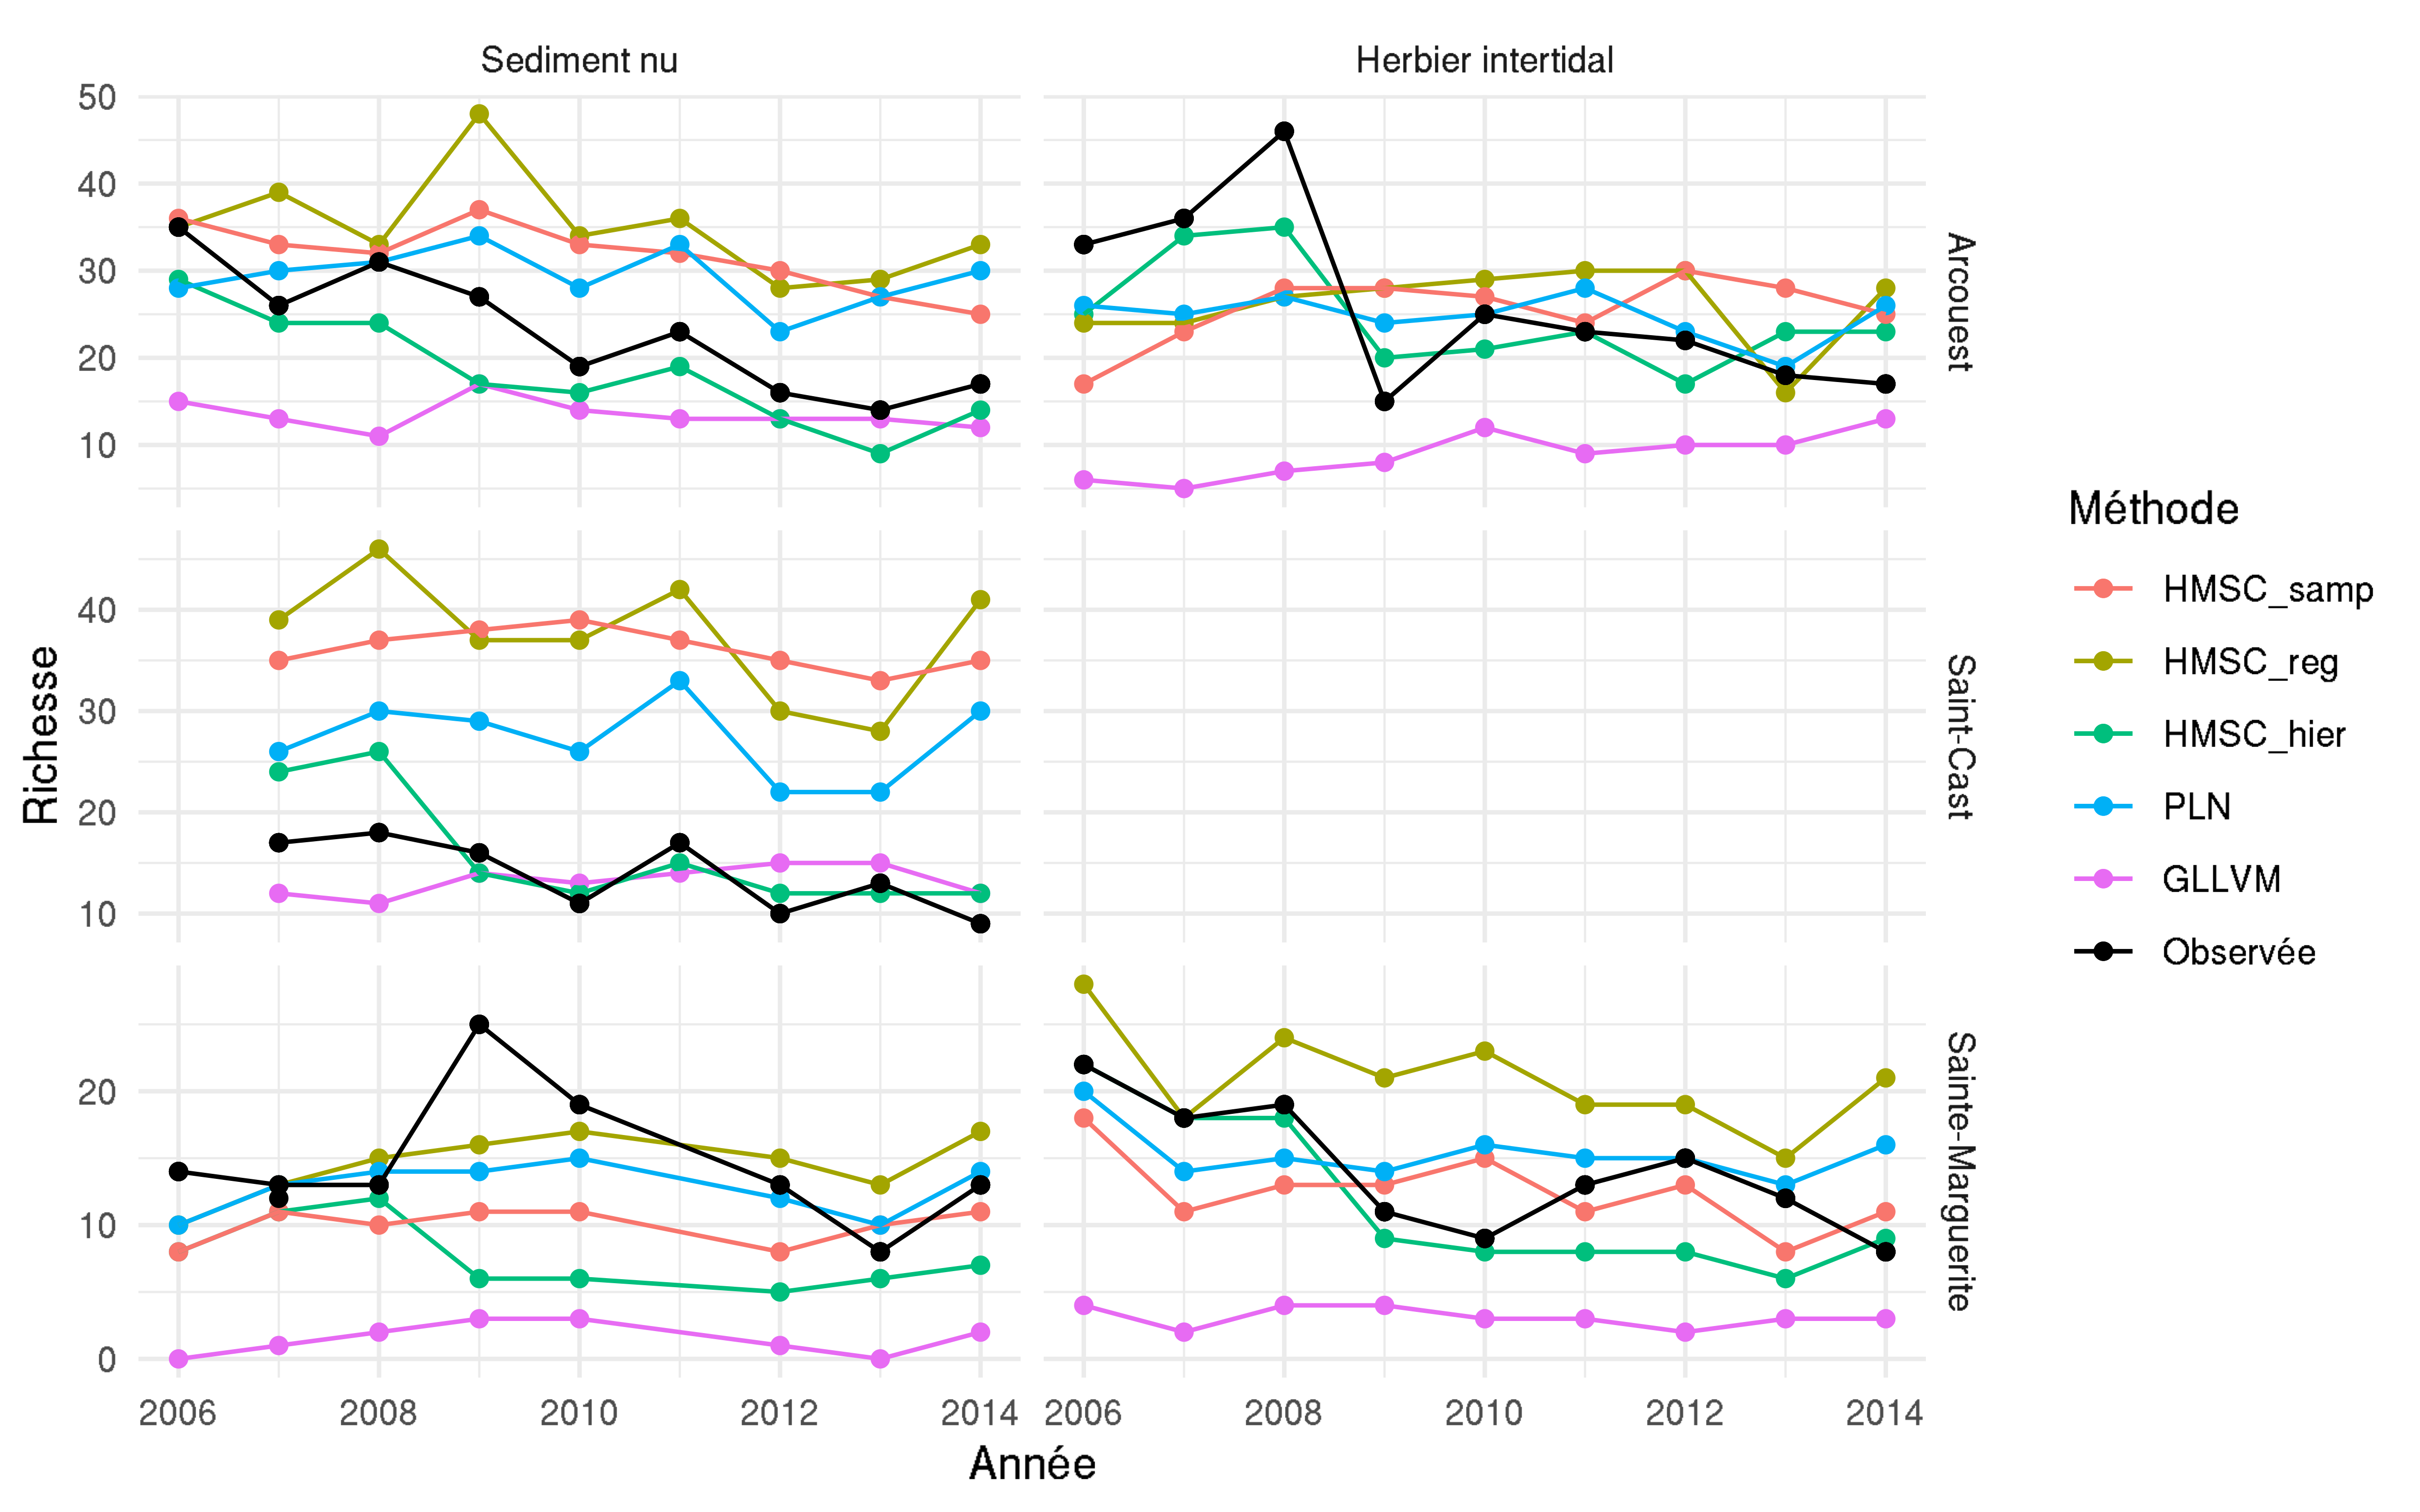 Sediment nu
Herbier intertidal
50
40
30
20
10
Arcouest
40
30
20
10
Saint-Cast
20
10
0
Sainte-Marguerite
Richesse
2006
2008
2010
2012
2014
2006
2008
2010
2012
2014
Année
Méthode
HMSC_samp
HMSC_reg
HMSC_hier
PLN
GLLVM
Observée